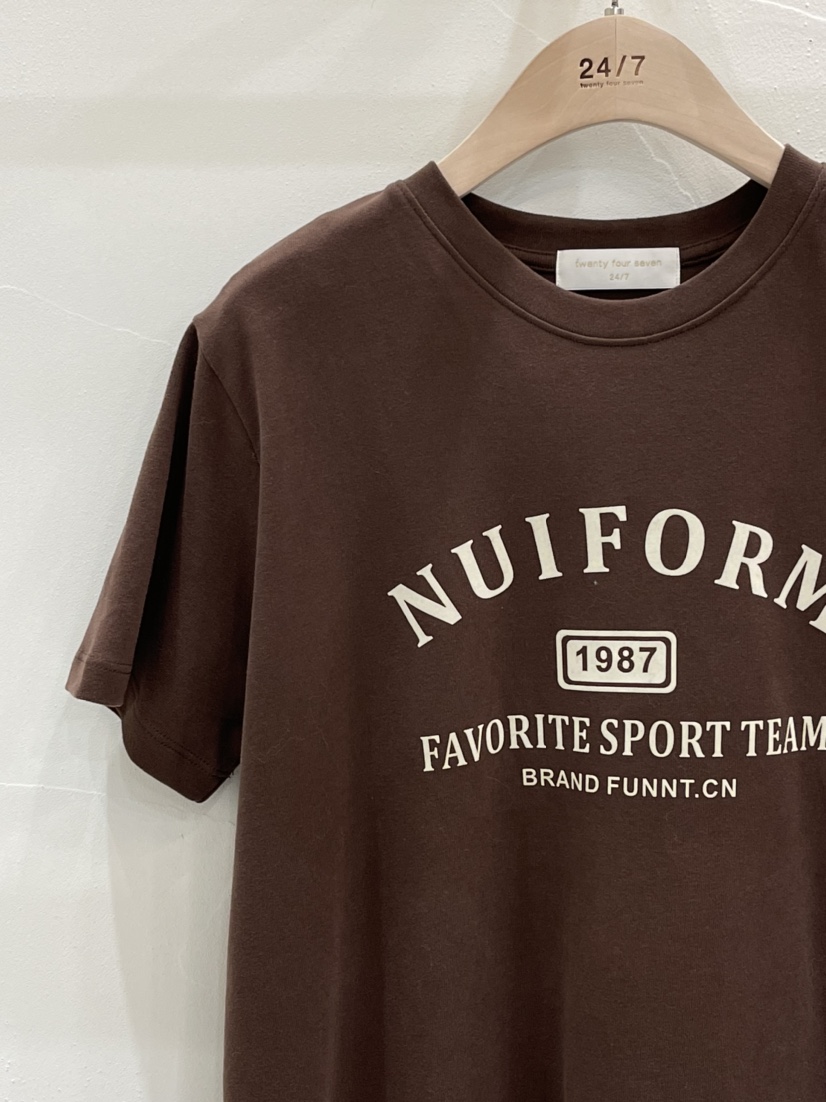 24/7
twenty four seven
twenty four seven
24/7
NUIFORM
1987
FAVORITE SPORT TEAM
BRAND FUNNT.CN